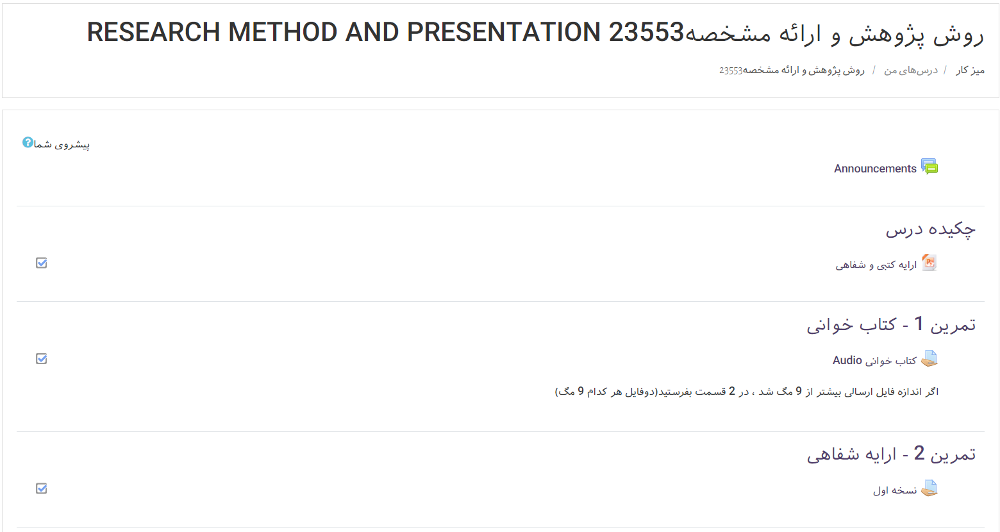 روش پژوهش و ارائه مشخصه23553 RESEARCH METHOD AND PRESENTATION
میز کار / درس‌های من / روش پژوهش و ارائه مشخصه23553
پیشروی شما
Announcements
چکیده درس
ارایه کتبی و شفاهی
تمرین 1 - کتاب خوانی
کتاب خوانی Audio
اگر اندازه فایل ارسالی بیشتر از 9 مگ شد ، در 2 قسمت بفرستید(دوفایل هر کدام 9 مگ)
تمرین 2 - ارایه شفاهی
نسخه اول